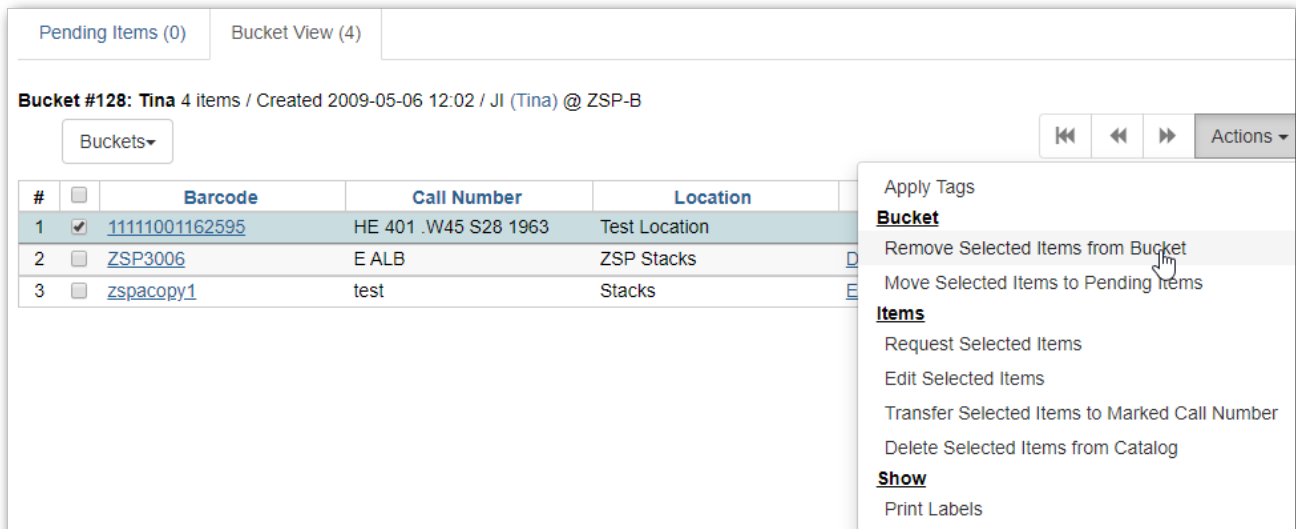 Pending Items (0) Bucket View (4)
Bucket #128: Tina 4 items / Created 2009-05-06 12:02 / JI (Tina) @ ZSP-B
Buckets
Actions
# Barcode Call Number Location
1 11111001162595 HE 401 .W45 S28 1963 Test Location
2 ZSP3006 E ALB ZSP Stacks D
3 zspacopy1 test Stacks E
Apply Tags
Bucket
Remove Selected Items from Bucket
Move Selected Items to Pending Items
Items
Request Selected Items
Edit Selected Items
Transfer Selected Items to Marked Call Number
Delete Selected Items from Catalog
Show
Print Labels